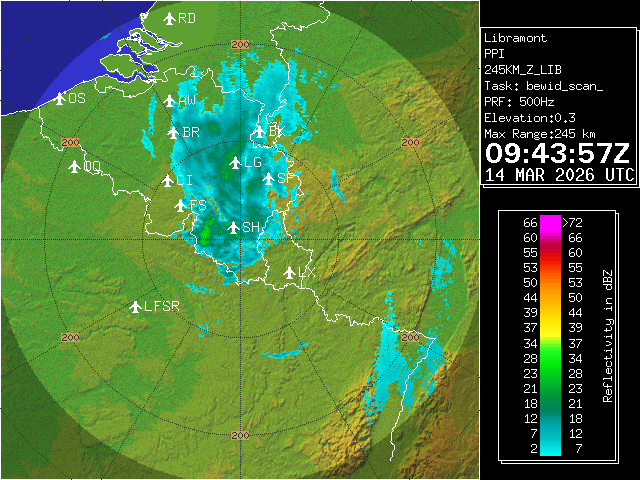 RD
200
OS
AW
BR
BK
200
200
QQ
LG
CI
SP
FS
SH
LX
LFSR
200
200
200
Libramont
PPI
245KM_Z_LIB
Task: bewid_scan_
PRF: 500Hz
Elevation:0.3
Max Range:245 km
09:43:57Z
14 MAR 2026 UTC
66 >72
60 66
55 60
53 55
50 53
44 50
39 44
37 39
34 37
28 34
23 28
21 23
18 21
12 18
7 12
2 7
Reflectivity in dBZ